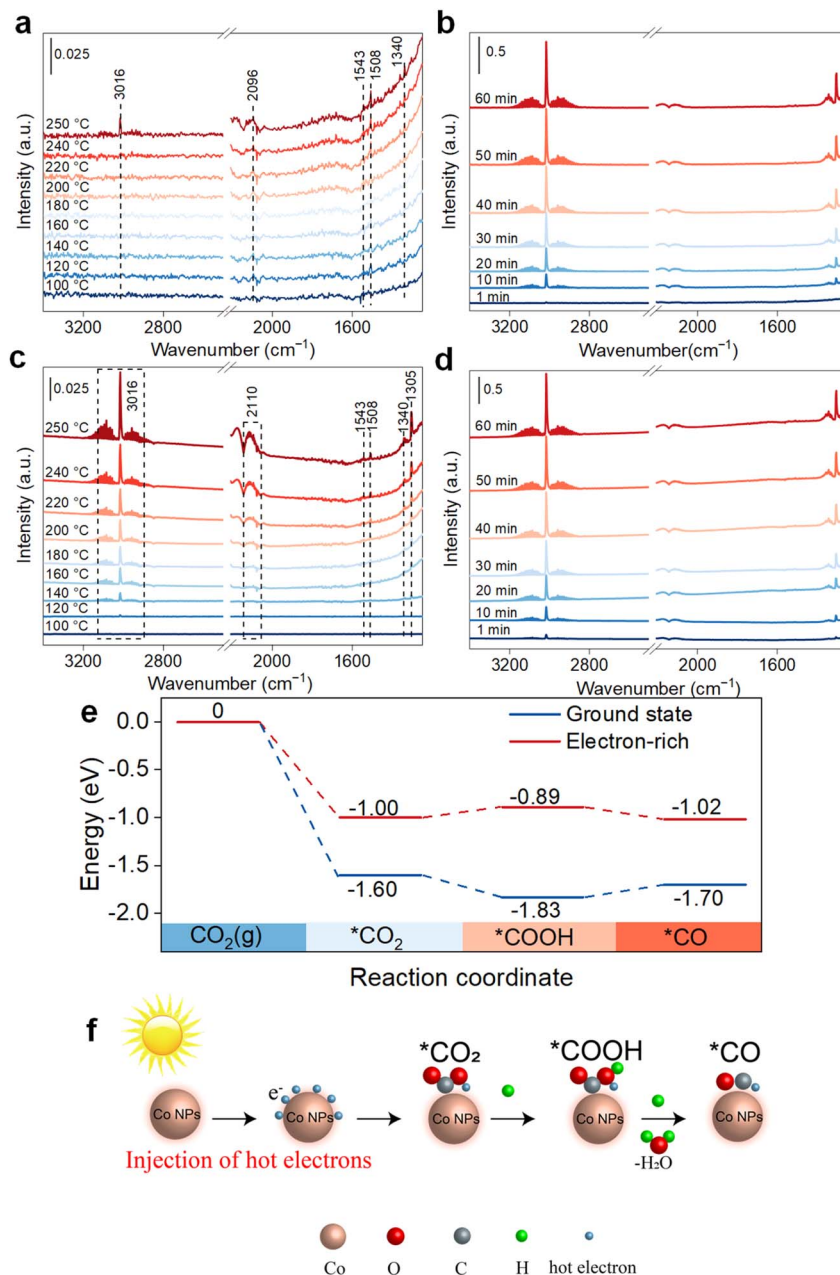 a
0.025
3016
2096
1543
1508
1340
250 °C
240 °C
220 °C
200 °C
180 °C
160 °C
140 °C
120 °C
100 °C
Intensity (a.u.)
3200 2800 2000 1600
Wavenumber (cm⁻¹)
b
0.5
60 min
50 min
40 min
30 min
20 min
10 min
1 min
Intensity (a.u.)
3200 2800 2000 1600
Wavenumber(cm⁻¹)
c
0.025
3016
2110
1543
1508
1340
1305
250 °C
240 °C
220 °C
200 °C
180 °C
160 °C
140 °C
120 °C
100 °C
Intensity (a.u.)
3200 2800 2000 1600
Wavenumber (cm⁻¹)
d
0.5
60 min
50 min
40 min
30 min
20 min
10 min
1 min
Intensity (a.u.)
3200 2800 2000 1600
Wavenumber (cm⁻¹)
e
0
Ground state
Electron-rich
0.0
-0.5
-1.0
-1.5
-2.0
Energy (eV)
-1.00
-0.89
-1.02
-1.60
-1.83
-1.70
CO₂(g) *CO₂ *COOH *CO
Reaction coordinate
f
*CO₂ *COOH *CO
e⁻
Co NPs Co NPs Co NPs Co NPs Co NPs
Injection of hot electrons
-H₂O
Co O C H hot electron